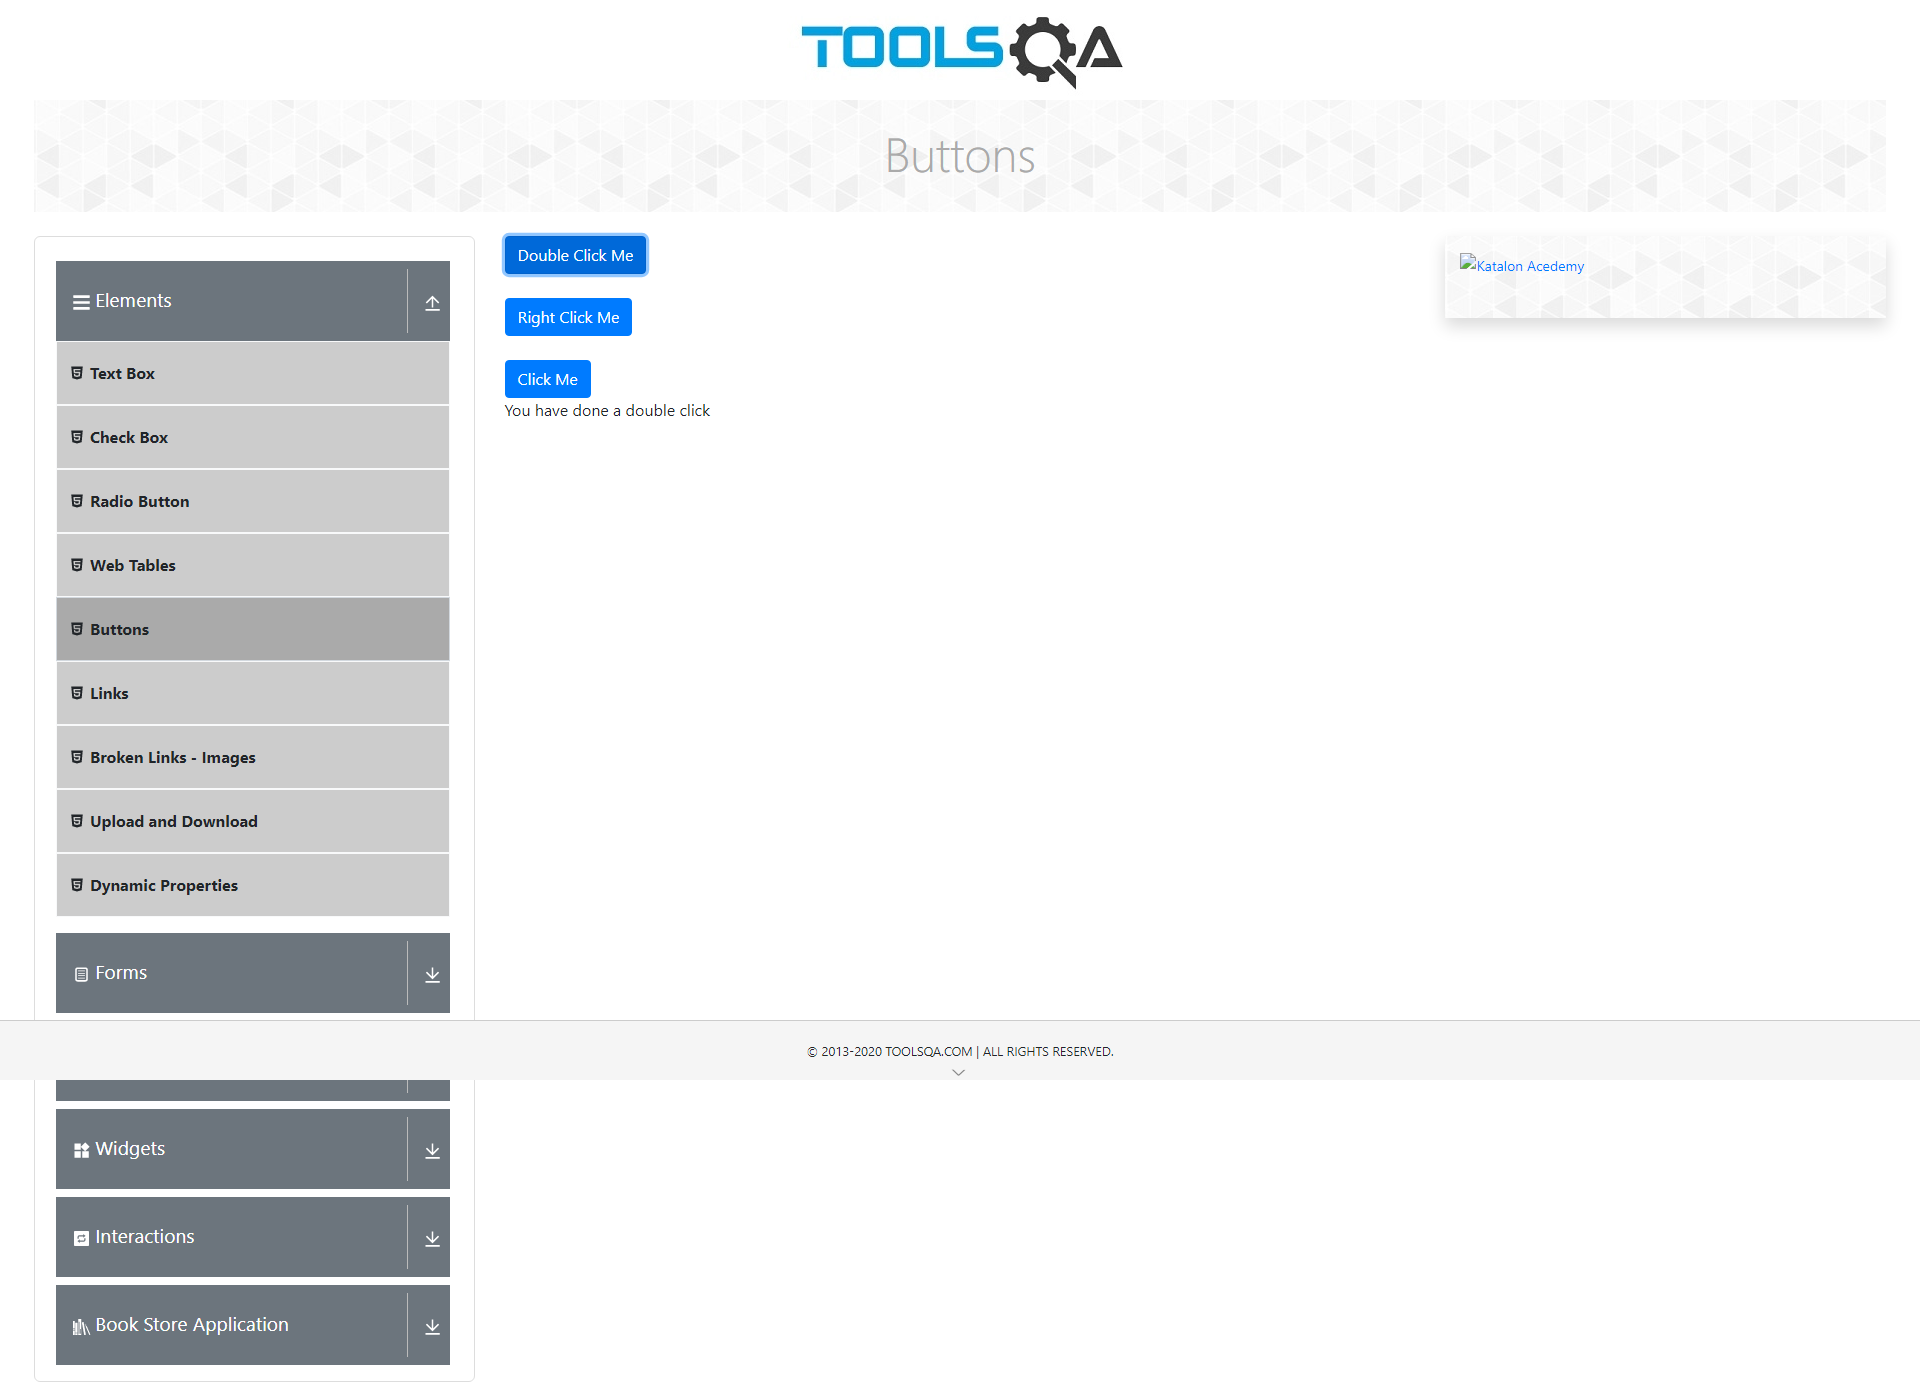 TOOLSQA
Buttons
Elements
Text Box
Check Box
Radio Button
Web Tables
Buttons
Links
Broken Links - Images
Upload and Download
Dynamic Properties
Forms
Widgets
Interactions
Book Store Application
Double Click Me
Right Click Me
Click Me
You have done a double click
Katalon Acedemy
© 2013-2020 TOOLSQA.COM | ALL RIGHTS RESERVED.